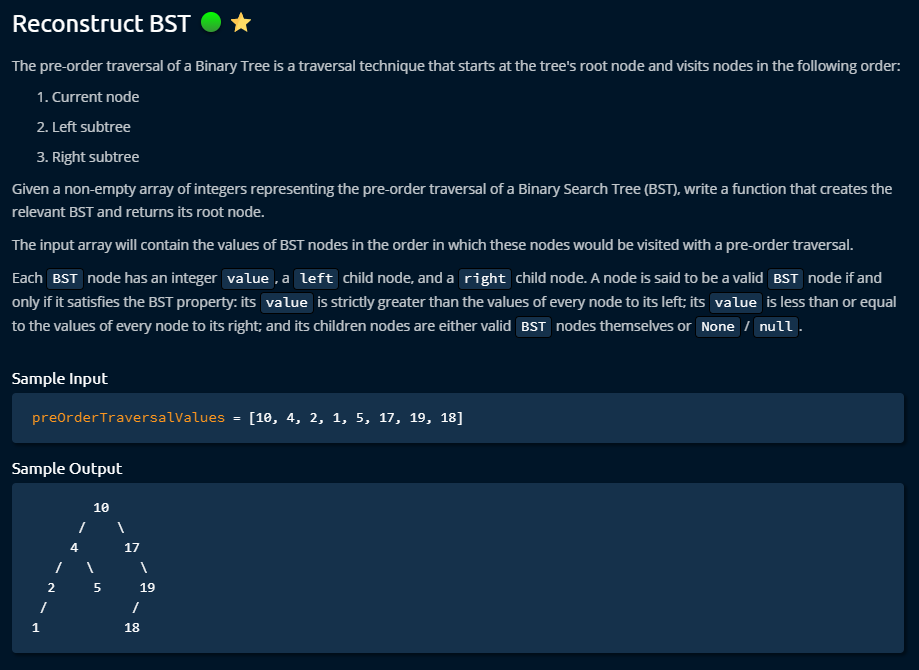 Reconstruct BST
The pre-order traversal of a Binary Tree is a traversal technique that starts at the tree's root node and visits nodes in the following order:
1. Current node
2. Left subtree
3. Right subtree
Given a non-empty array of integers representing the pre-order traversal of a Binary Search Tree (BST), write a function that creates the
relevant BST and returns its root node.
The input array will contain the values of BST nodes in the order in which these nodes would be visited with a pre-order traversal.
Each BST node has an integer value, a left child node, and a right child node. A node is said to be a valid BST node if and
only if it satisfies the BST property: its value is strictly greater than the values of every node to its left; its value is less than or equal
to the values of every node to its right; and its children nodes are either valid BST nodes themselves or None / null.
Sample Input
preOrderTraversalValues = [10, 4, 2, 1, 5, 17, 19, 18]
Sample Output
        10
      /    \
     4      17
   /   \      \
  2     5     19
 /           /
1           18